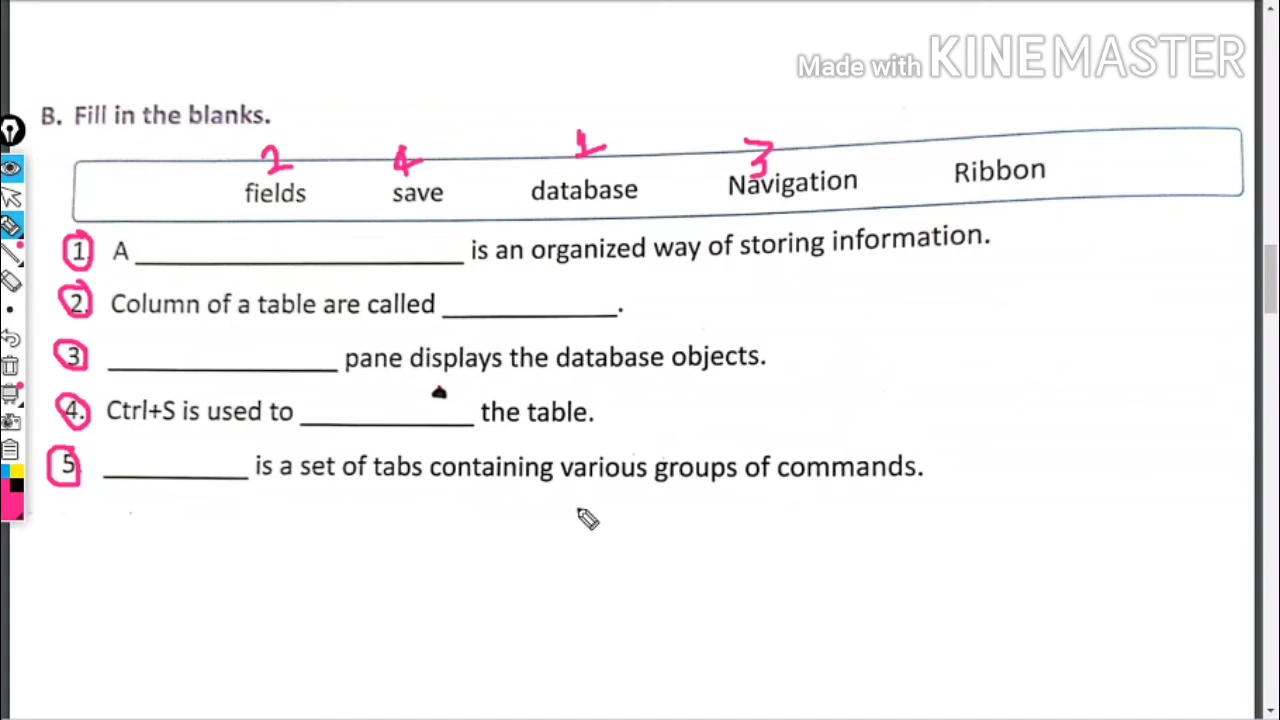 Made with KINEMASTER
B. Fill in the blanks.
2 4 1 3
fields save database Navigation Ribbon
1. A ____________ is an organized way of storing information.
2. Column of a table are called ____________.
3 ____________ pane displays the database objects.
4. Ctrl+S is used to ____________ the table.
5. ____________ is a set of tabs containing various groups of commands.